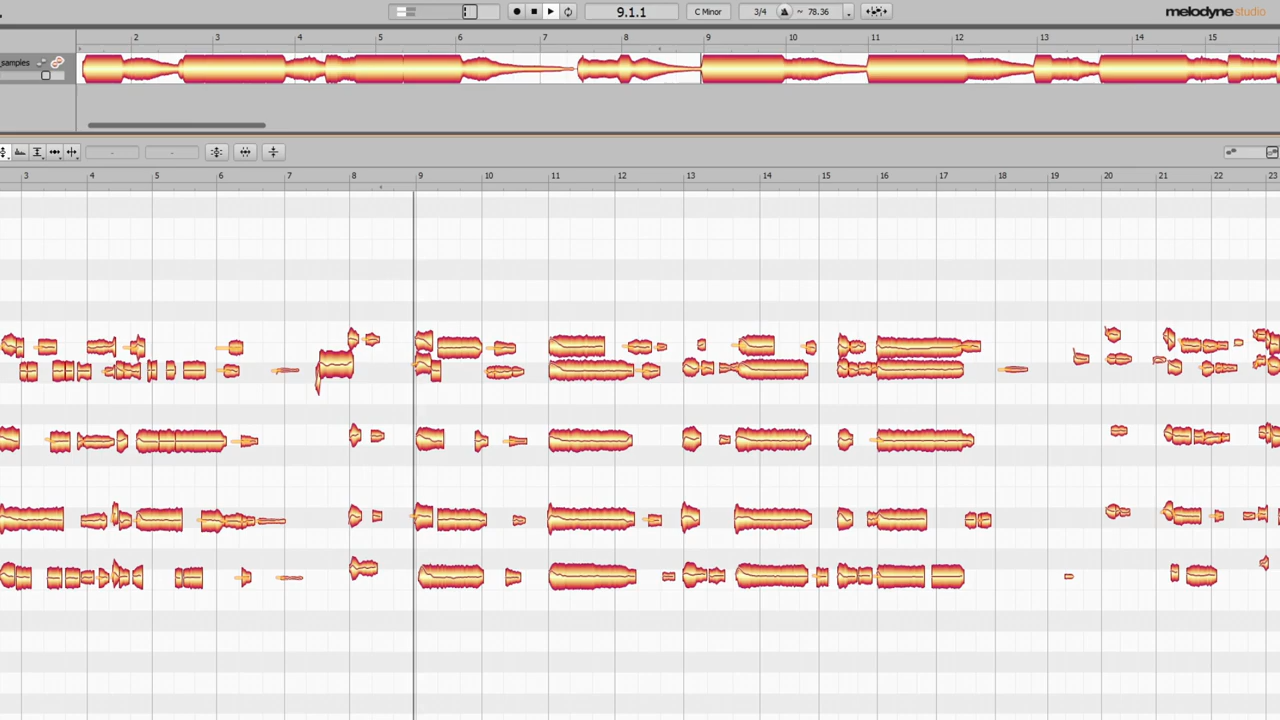 9.1.1 C Minor 3/4 ~ 78.36 melodyne studio
2 3 4 5 6 7 8 9 10 11 12 13 14 15
samples
- -
3 4 5 6 7 8 9 10 11 12 13 14 15 16 17 18 19 20 21 22 23